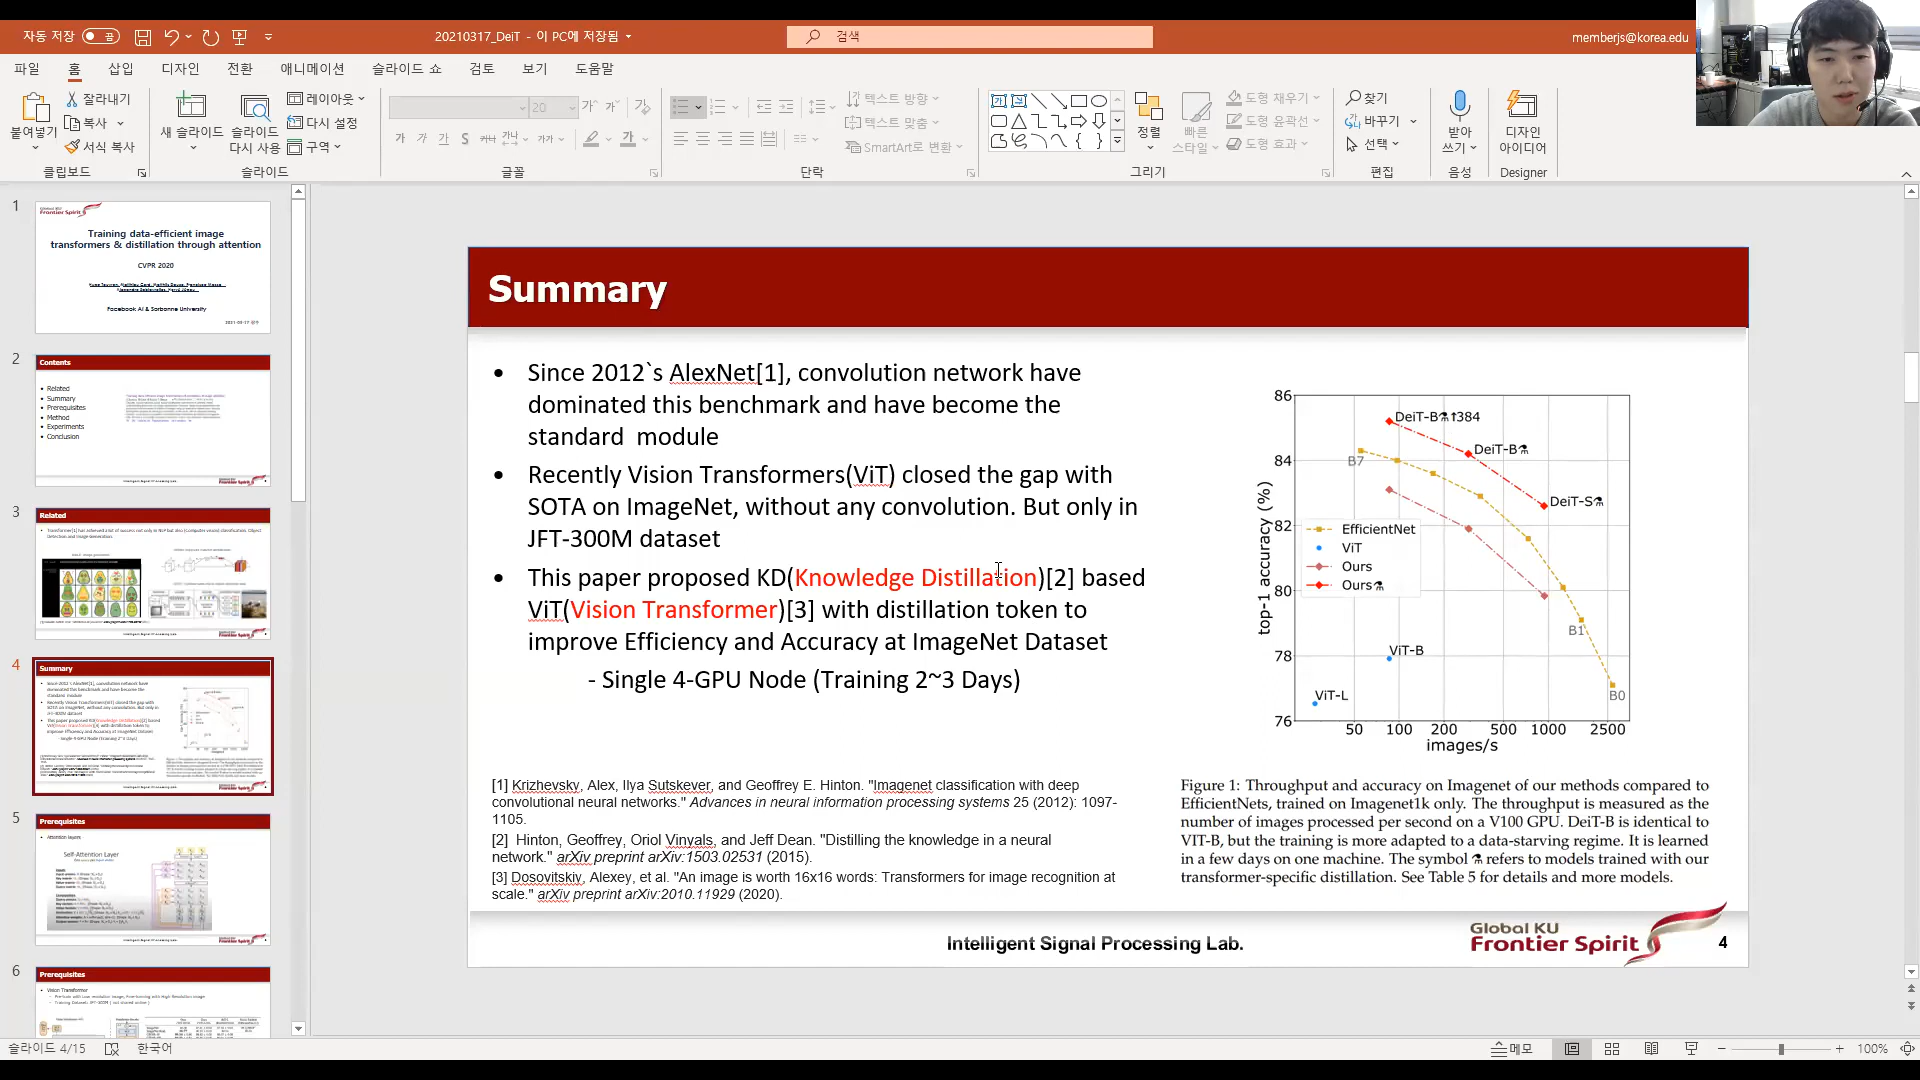 자동 저장
20210317_DeiT - 이 PC에 저장됨
검색
memberjs@korea.edu
파일 홈 삽입 디자인 전환 애니메이션 슬라이드 쇼 검토 보기 도움말
붙여넣기
잘라내기
복사
서식 복사
클립보드
새 슬라이드
슬라이드 다시 사용
레이아웃
다시 설정
구역
슬라이드
20
글꼴
텍스트 방향
텍스트 맞춤
SmartArt로 변환
단락
정렬
빠른 스타일
도형 채우기
도형 윤곽선
도형 효과
그리기
찾기
바꾸기
선택
편집
받아쓰기
음성
디자인 아이디어
Designer
1
Global KU
Frontier Spirit
Training data-efficient image
transformers & distillation through attention
CVPR 2020
Facebook AI & Sorbonne University
2
Contents
• Related
• Summary
• Prerequisites
• Method
• Experiments
• Conclusion
3
Related
4
Summary
5
Prerequisites
• Attention layers
Self-Attention Layer
6
Prerequisites
• Vision Transformer
Summary
• Since 2012`s AlexNet[1], convolution network have
dominated this benchmark and have become the
standard module
• Recently Vision Transformers(ViT) closed the gap with
SOTA on ImageNet, without any convolution. But only in
JFT-300M dataset
• This paper proposed KD(Knowledge Distillation)[2] based
ViT(Vision Transformer)[3] with distillation token to
improve Efficiency and Accuracy at ImageNet Dataset
- Single 4-GPU Node (Training 2~3 Days)
[1] Krizhevsky, Alex, Ilya Sutskever, and Geoffrey E. Hinton. "Imagenet classification with deep
convolutional neural networks." Advances in neural information processing systems 25 (2012): 1097-
1105.
[2] Hinton, Geoffrey, Oriol Vinyals, and Jeff Dean. "Distilling the knowledge in a neural
network." arXiv preprint arXiv:1503.02531 (2015).
[3] Dosovitskiy, Alexey, et al. "An image is worth 16x16 words: Transformers for image recognition at
scale." arXiv preprint arXiv:2010.11929 (2020).
86
84
82
80
78
76
top-1 accuracy (%)
DeiT-B⚗↑384
DeiT-B⚗
DeiT-S⚗
B7
EfficientNet
ViT
Ours
Ours⚗
B1
ViT-B
ViT-L
B0
50 100 200 500 1000 2500
images/s
Figure 1: Throughput and accuracy on Imagenet of our methods compared to
EfficientNets, trained on Imagenet1k only. The throughput is measured as the
number of images processed per second on a V100 GPU. DeiT-B is identical to
VIT-B, but the training is more adapted to a data-starving regime. It is learned
in a few days on one machine. The symbol ⚗ refers to models trained with our
transformer-specific distillation. See Table 5 for details and more models.
Intelligent Signal Processing Lab.
Global KU
Frontier Spirit
4
슬라이드 4/15
한국어
메모
100%